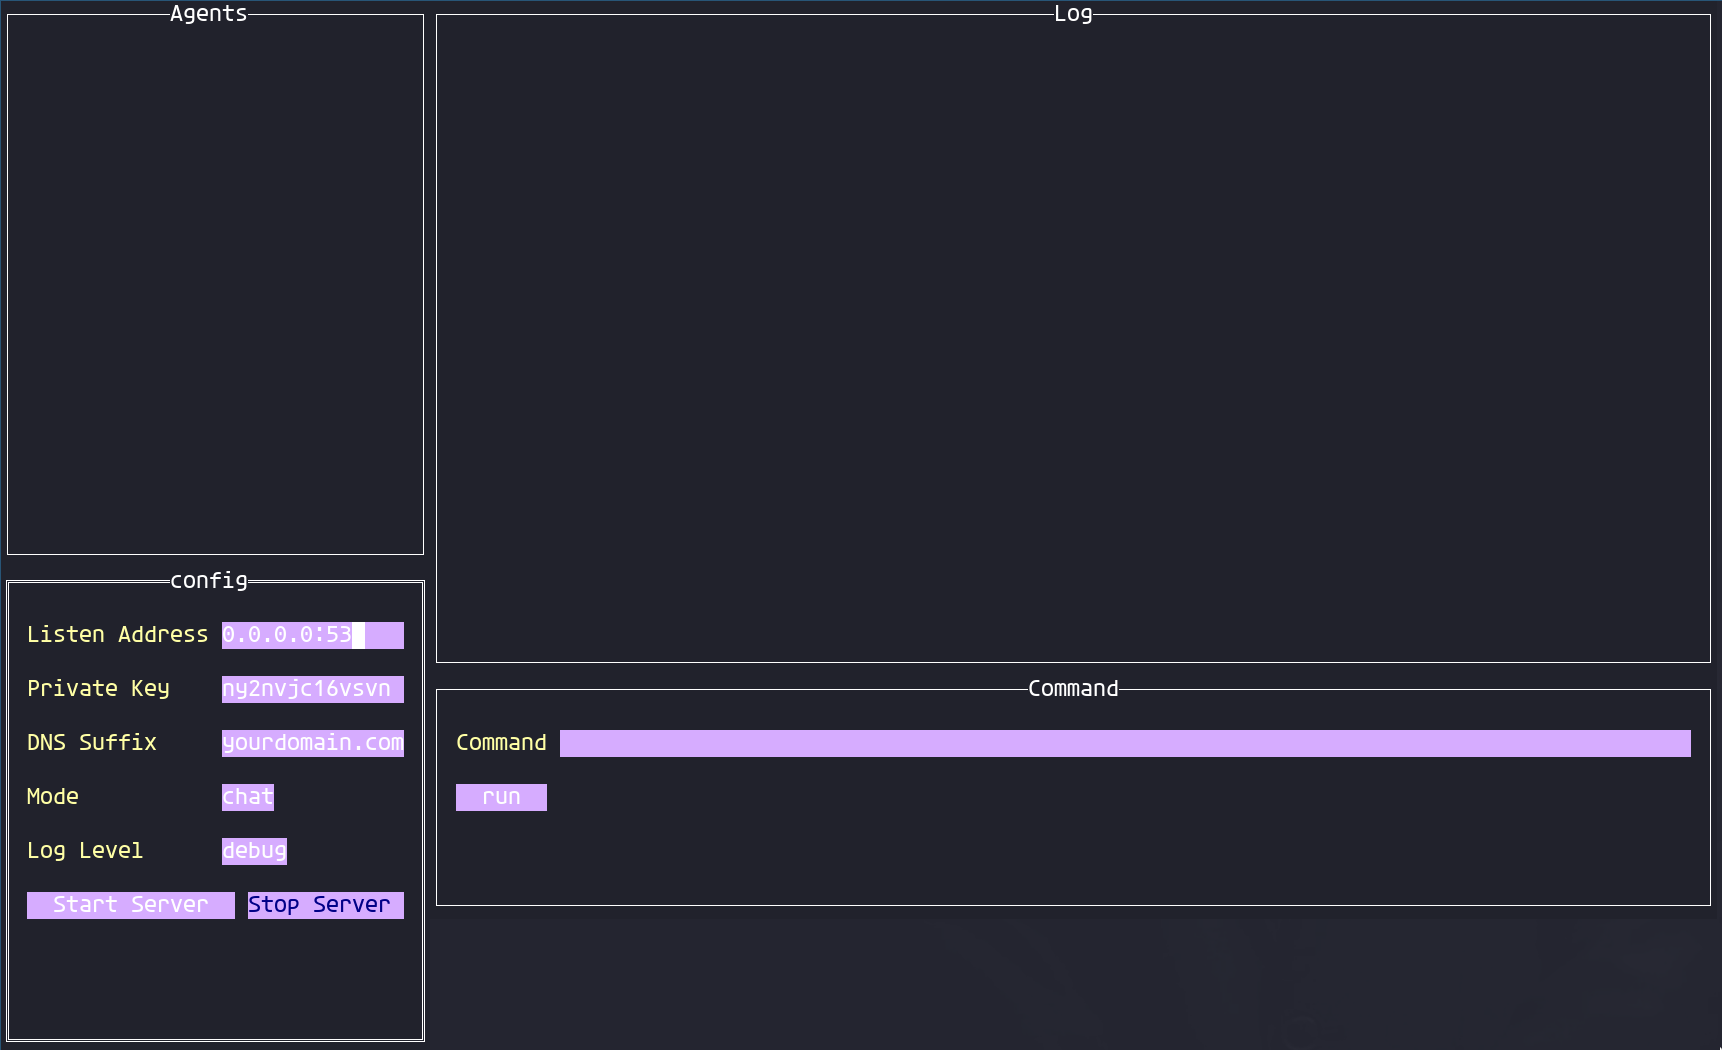 Agents
Log
config
Listen Address 0.0.0.0:53
Private Key ny2nvjc16vsvn
DNS Suffix yourdomain.com
Mode chat
Log Level debug
Start Server Stop Server
Command
Command
run